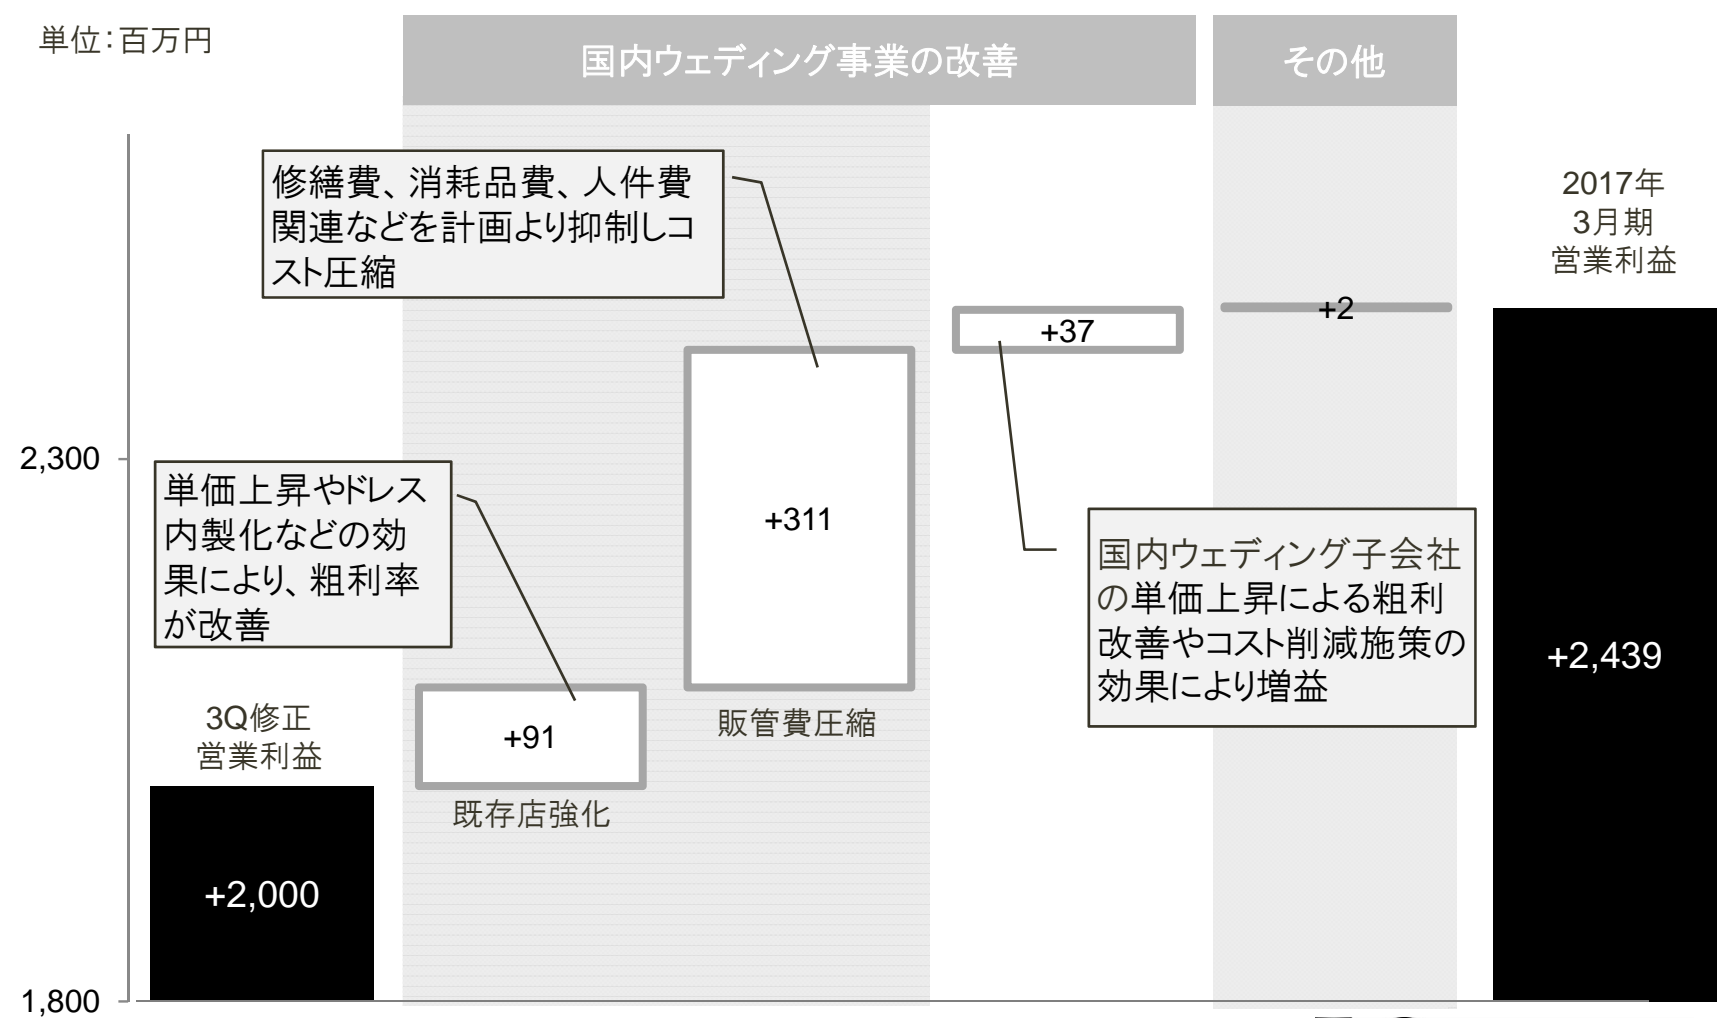 単位：百万円
国内ウェディング事業の改善
その他
修繕費、消耗品費、人件費
関連などを計画より抑制しコ
スト圧縮
2017年
3月期
営業利益
+2
+37
2,300
単価上昇やドレス
内製化などの効
果により、粗利率
が改善
+311
国内ウェディング子会社
の単価上昇による粗利
改善やコスト削減施策の
効果により増益
+2,439
3Q修正
営業利益
+91
販管費圧縮
既存店強化
+2,000
1,800